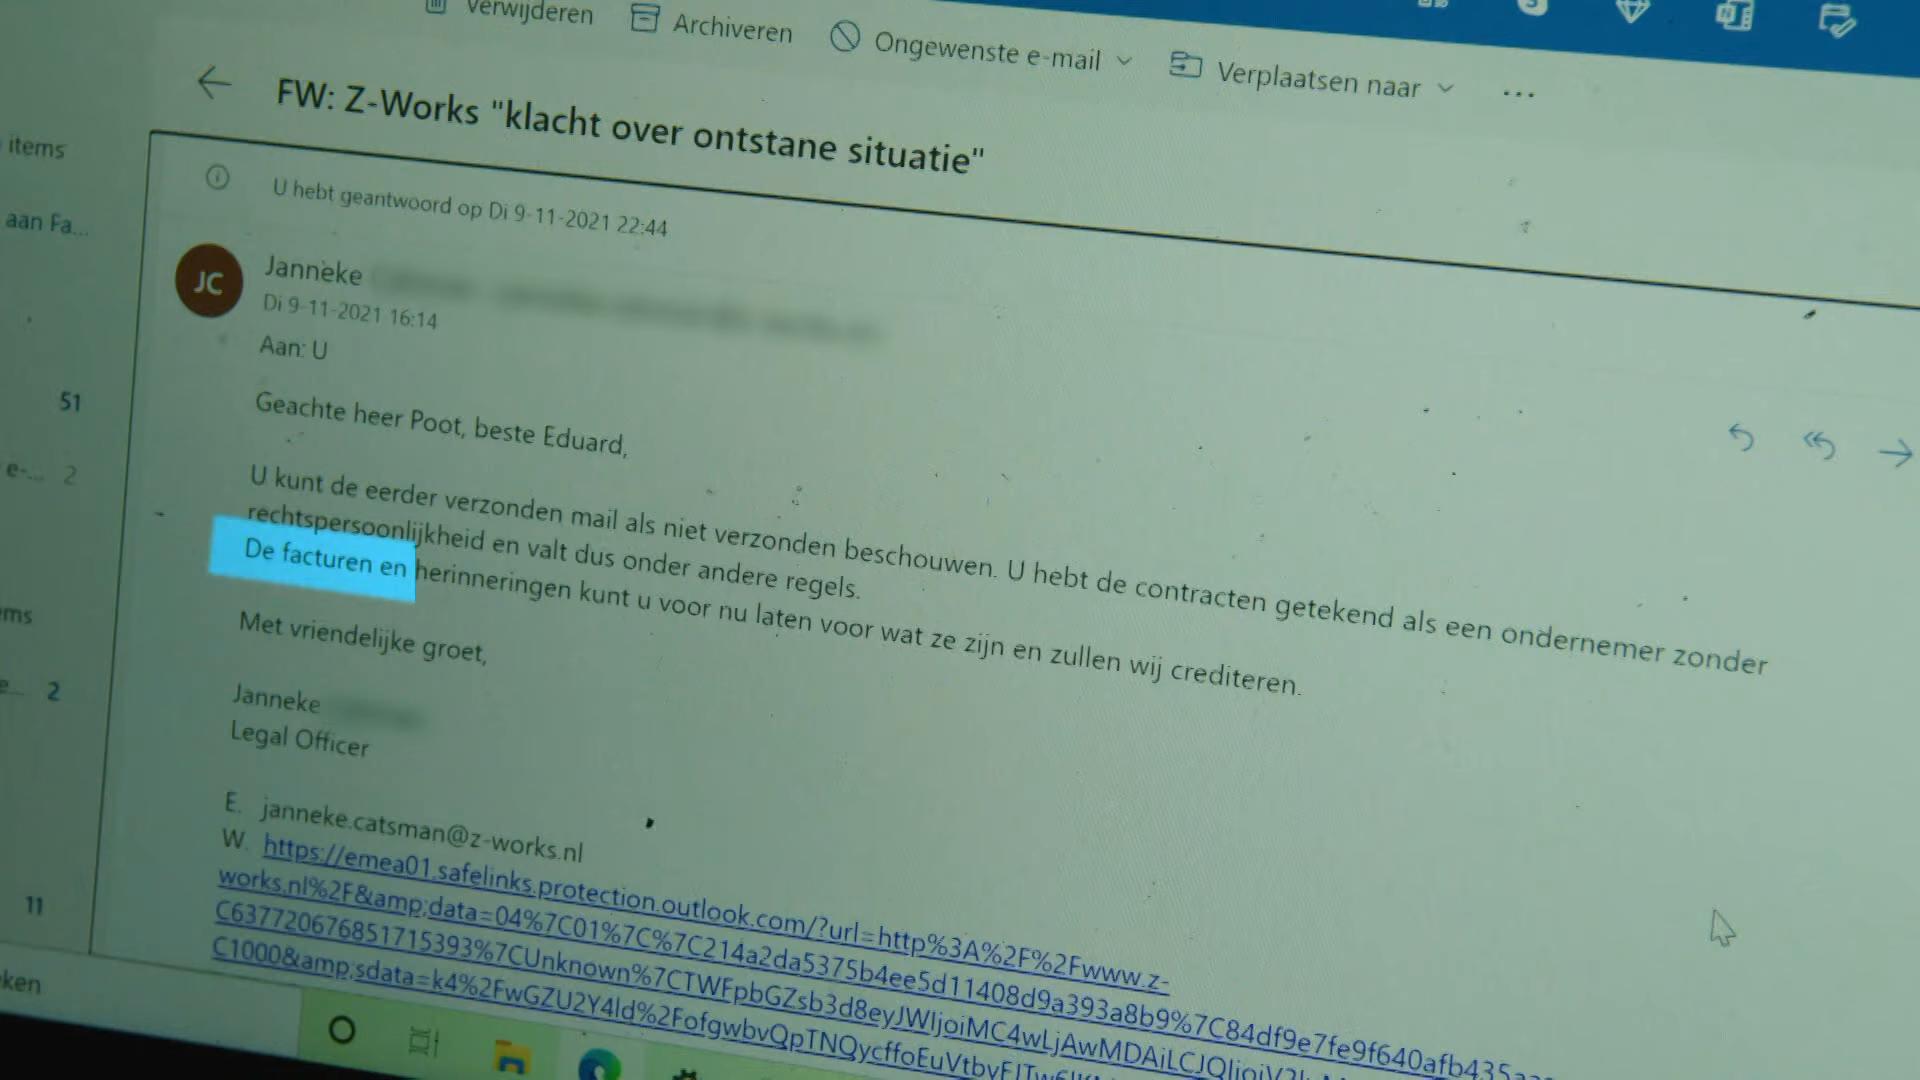 Verwijderen Archiveren Ongewenste e-mail Verplaatsen naar ...
FW: Z-Works "klacht over ontstane situatie"
items
U hebt geantwoord op Di 9-11-2021 22:44
aan Fa...
JC Janneke
Di 9-11-2021 16:14
Aan: U
51
Geachte heer Poot, beste Eduard,
e-... 2
U kunt de eerder verzonden mail als niet verzonden beschouwen. U hebt de contracten getekend als een ondernemer zonder
rechtspersoonlijkheid en valt dus onder andere regels.
De facturen en herinneringen kunt u voor nu laten voor wat ze zijn en zullen wij crediteren.
ms
Met vriendelijke groet,
e... 2
Janneke
Legal Officer
E. janneke.catsman@z-works.nl
W. https://emea01.safelinks.protection.outlook.com/?url=http%3A%2F%2Fwww.z-
works.nl%2F&amp;data=04%7C01%7C%7C214a2da5375b4ee5d11408d9a393a8b9%7C84df9e7fe9f640afb435
11
C637720676851715393%7CUnknown%7CTWFpbGZsb3d8eyJWIjoiMC4wLjAwMDAiLCJQIjoiV2
C1000&amp;sdata=k4%2FwGZU2Y4ld%2FofgwbvQpTNQycffoEuVtbv
ken